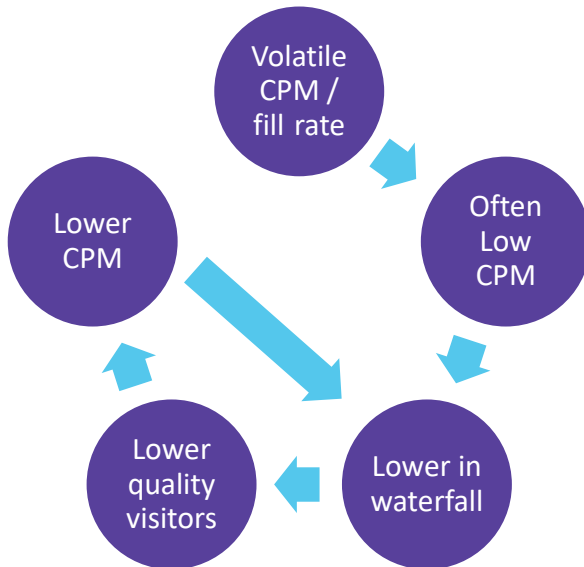 Volatile
CPM /
fill rate
Often
Low
CPM
Lower in
waterfall
Lower
quality
visitors
Lower
CPM